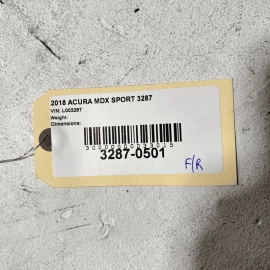 2018 ACURA MDX SPORT 3287
VIN: L003287
Weight:
Dimensions:
3287-0501
F/R